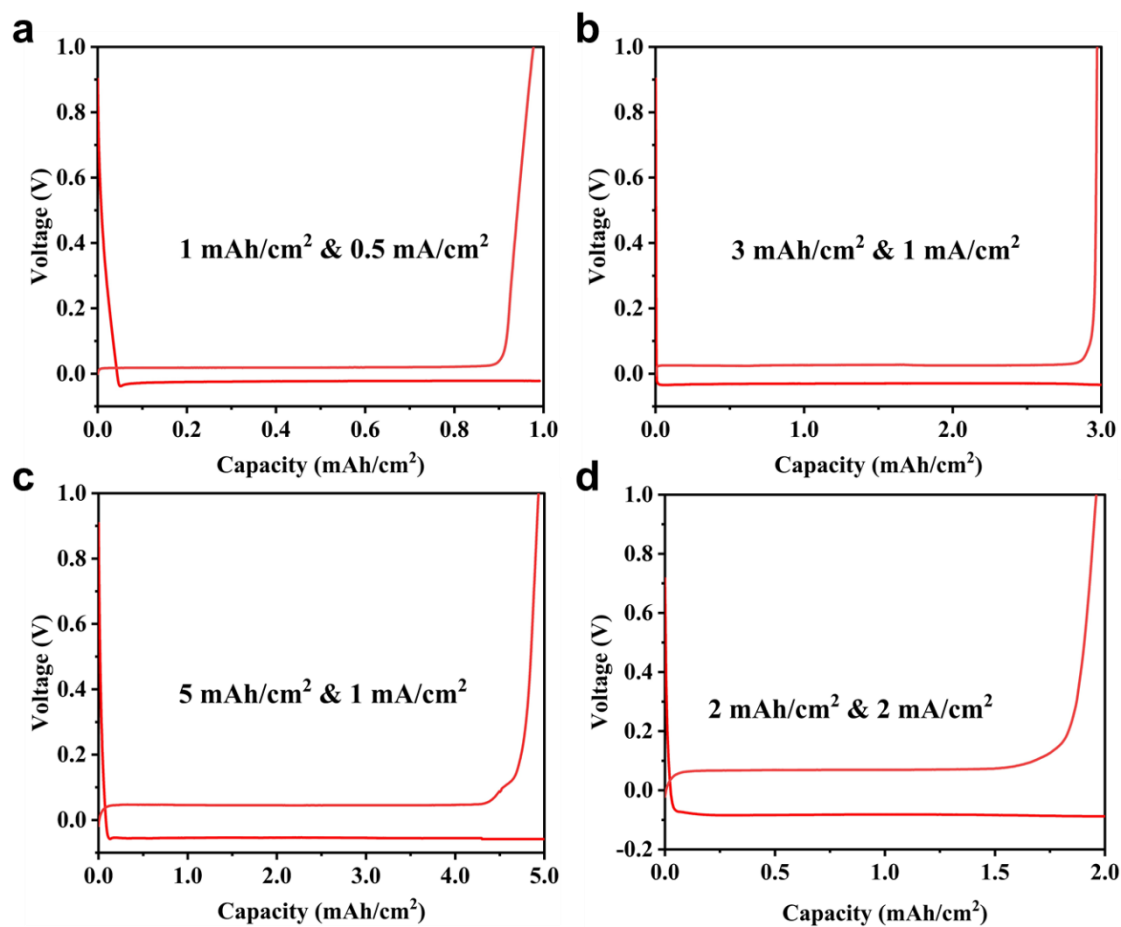 a
1.0
0.8
0.6
0.4
0.2
0.0
Voltage (V)
1 mAh/cm² & 0.5 mA/cm²
0.0 0.2 0.4 0.6 0.8 1.0
Capacity (mAh/cm²)
b
1.0
0.8
0.6
0.4
0.2
0.0
Voltage (V)
3 mAh/cm² & 1 mA/cm²
0.0 1.0 2.0 3.0
Capacity (mAh/cm²)
c
1.0
0.8
0.6
0.4
0.2
0.0
Voltage (V)
5 mAh/cm² & 1 mA/cm²
0.0 1.0 2.0 3.0 4.0 5.0
Capacity (mAh/cm²)
d
1.0
0.8
0.6
0.4
0.2
0.0
-0.2
Voltage (V)
2 mAh/cm² & 2 mA/cm²
0.0 0.5 1.0 1.5 2.0
Capacity (mAh/cm²)